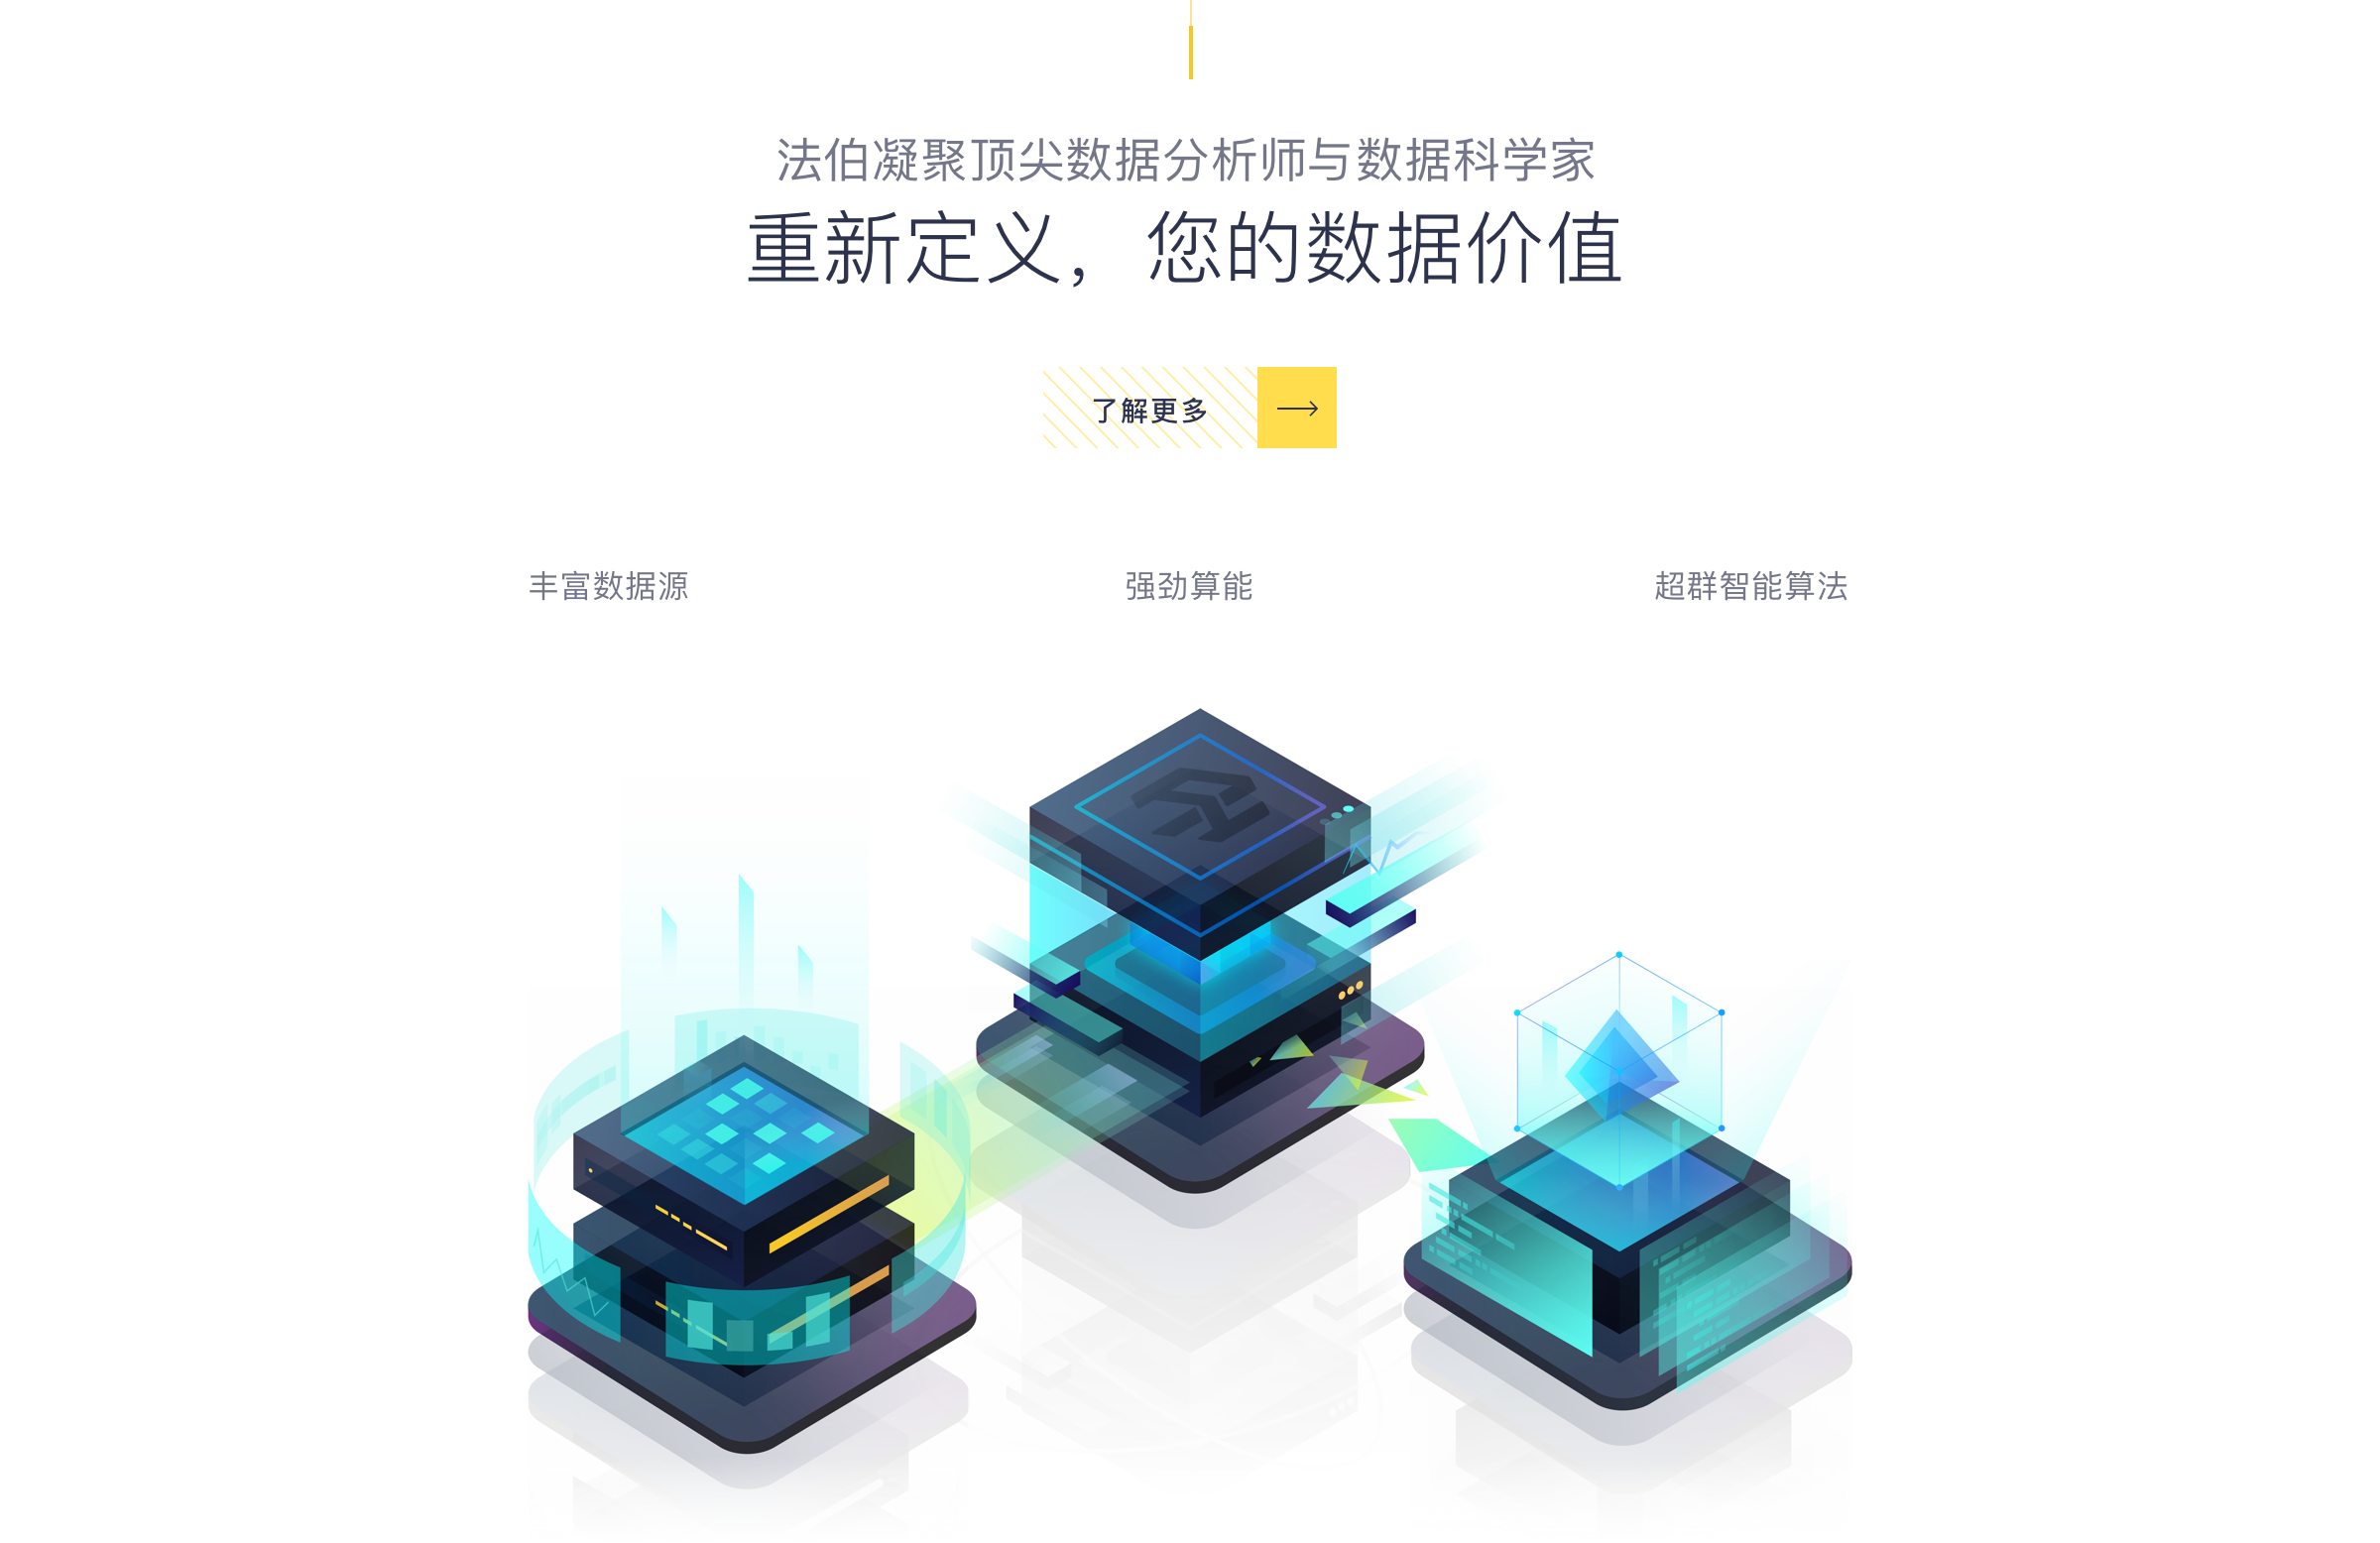 法伯凝聚顶尖数据分析师与数据科学家
重新定义，您的数据价值
了解更多
丰富数据源
强劲算能
超群智能算法